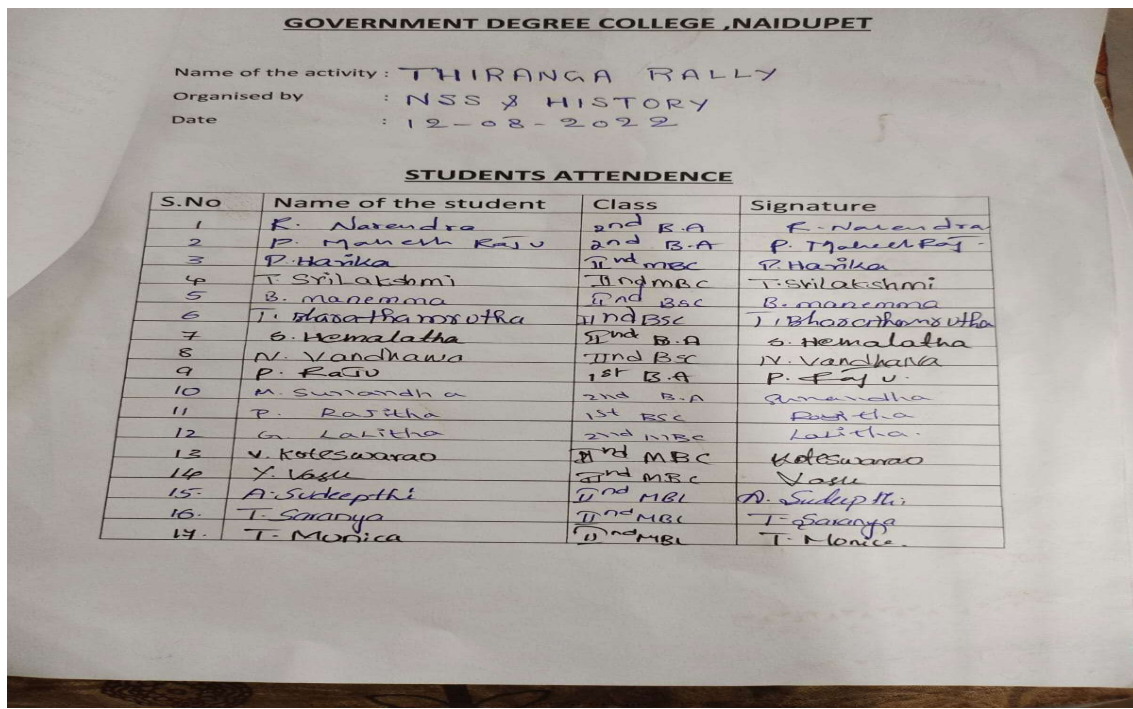 GOVERNMENT DEGREE COLLEGE ,NAIDUPET
Name of the activity : THIRANGA RALLY
Organised by : NSS & HISTORY
Date : 12-08-2022
STUDENTS ATTENDENCE
S.No Name of the student Class Signature
1 K. Narendra 2nd B.A K. Narendra
2 P. Mahesh Raju 2nd B.A P. Mahesh Raj.
3 P. Harika IInd MBC P. Harika
4 T. Srilakshmi IInd MBC T. Srilakshmi
5 B. manemma IInd BSC B. manemma
6 T. Bharathamrutha IInd BSC T. Bharathamrutha
7 S. Hemalatha IInd B.A S. Hemalatha
8 N. Vandhana IInd BSC N. Vandhana
9 P. RaJu 1st B.A P. Raju.
10 M. Sunandha 2nd B.A Sunandha
11 P. Rajitha 1st BSC Rajitha
12 G. Lalitha 2nd MBC Lalitha.
13 V. Koteswarao IInd MBC Koteswarao
14 Y. Vasu IInd MBC Vasu
15. A. Sudeepthi IInd MBC A. Sudeepthi
16. T. Saranya IInd MBC T. Saranya
17. T. Monica IInd MBC T. Monica.